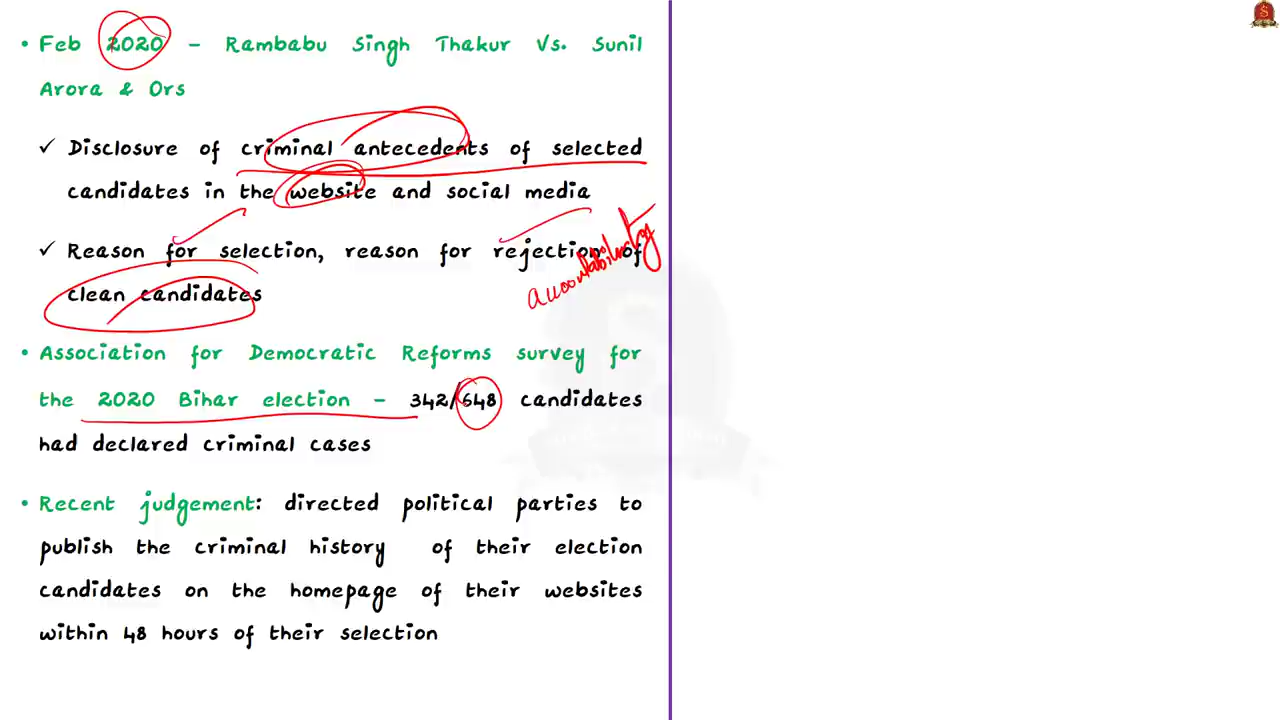 • Feb 2020 – Rambabu Singh Thakur Vs. Sunil
Arora & Ors
✓ Disclosure of criminal antecedents of selected
candidates in the website and social media
✓ Reason for selection, reason for rejection of
clean candidates
accountability
• Association for Democratic Reforms survey for
the 2020 Bihar election – 342/648 candidates
had declared criminal cases
• Recent judgement: directed political parties to
publish the criminal history of their election
candidates on the homepage of their websites
within 48 hours of their selection